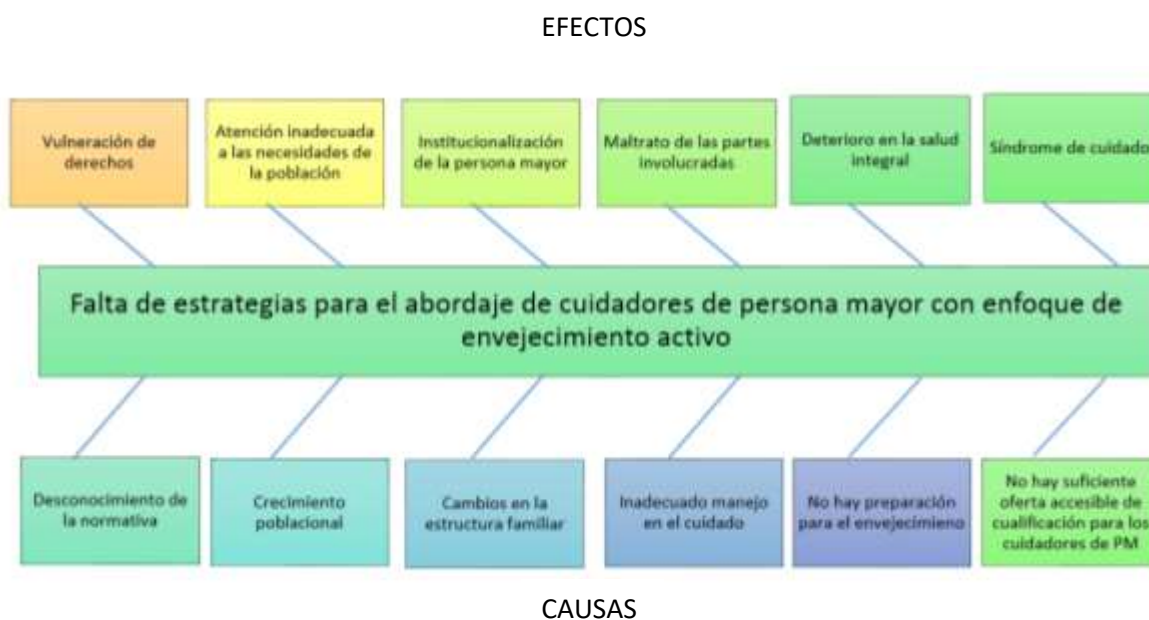 EFECTOS
Vulneración de
derechos
Atención inadecuada
a las necesidades de
la población
Institucionalización
de la persona mayor
Maltrato de las partes
involucradas
Deterioro en la salud
integral
Síndrome de cuidado
Falta de estrategias para el abordaje de cuidadores de persona mayor con enfoque de
envejecimiento activo
Desconocimiento de
la normativa
Crecimiento
poblacional
Cambios en la
estructura familiar
Inadecuado manejo
en el cuidado
No hay preparación
para el envejecimieno
No hay suficiente
oferta accesible de
cualificación para los
cuidadores de PM
CAUSAS